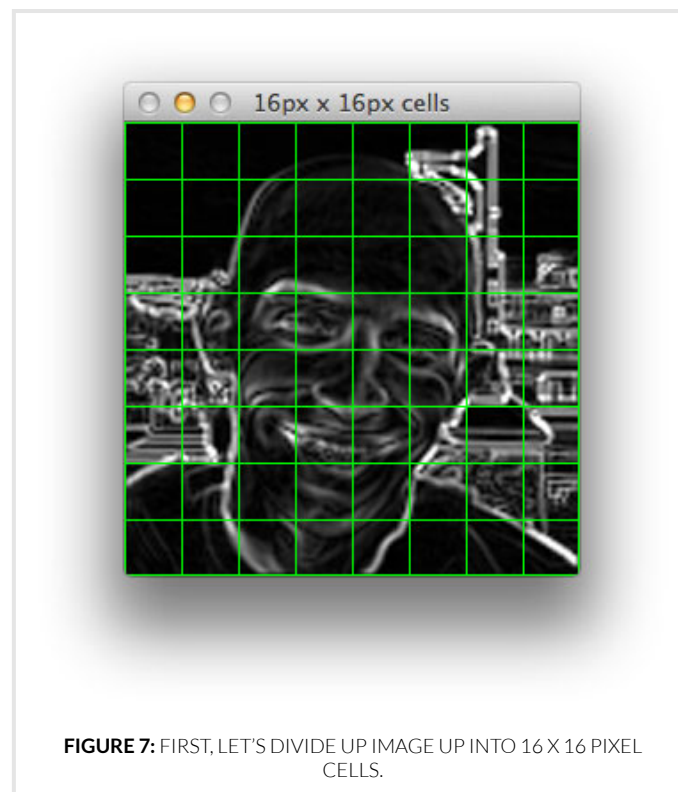 16px x 16px cells
FIGURE 7: FIRST, LET'S DIVIDE UP IMAGE UP INTO 16 X 16 PIXEL
CELLS.